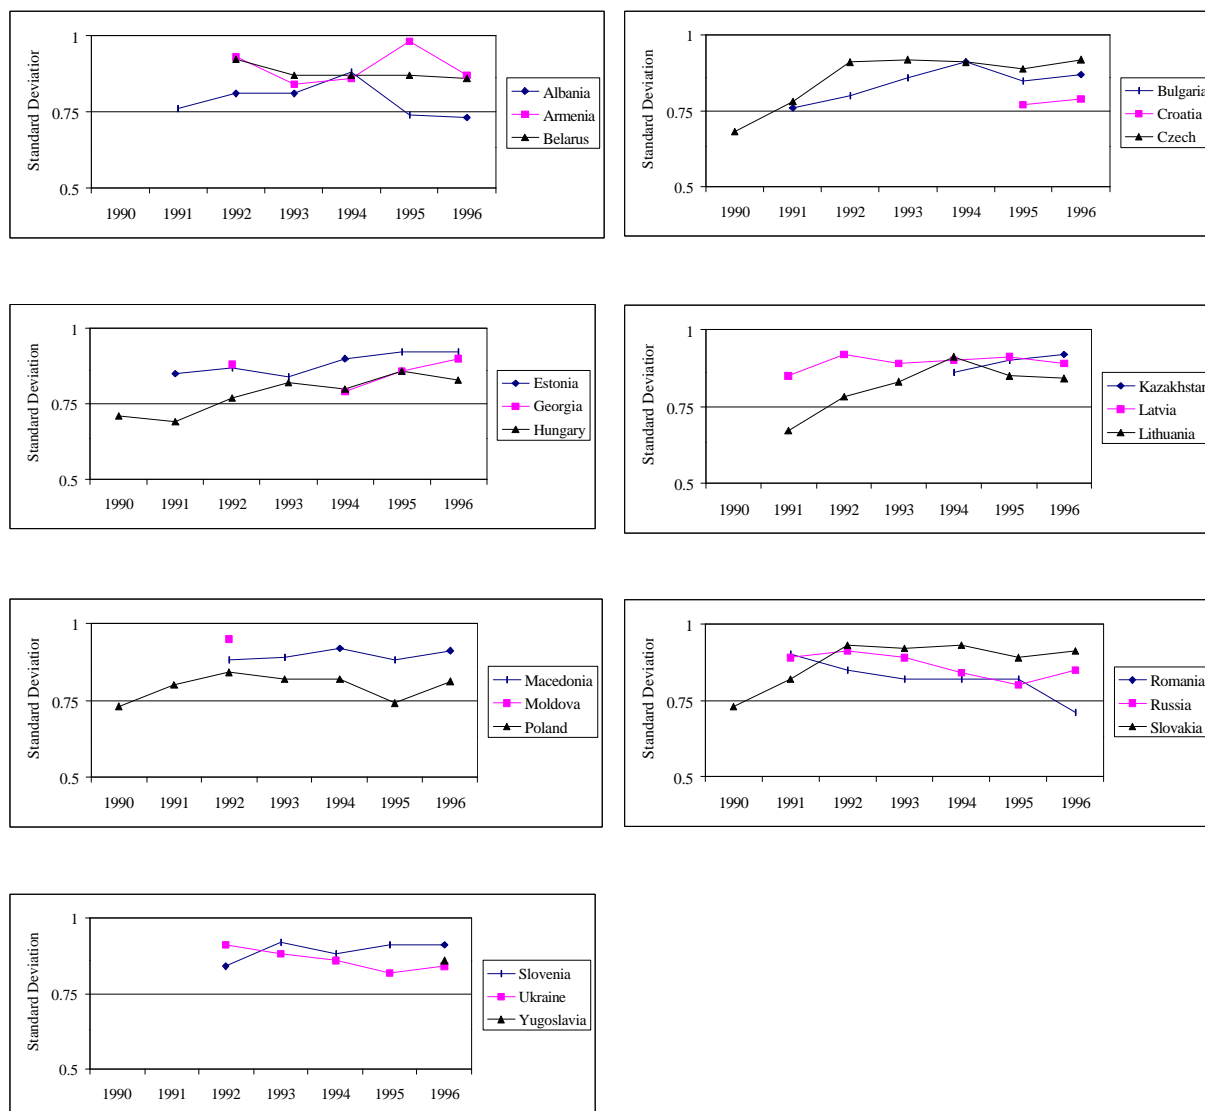 1
0.75
0.5
Standard Deviatior
1990 1991 1992 1993 1994 1995 1996
Albania
Armenia
Belarus
1
0.75
0.5
Standard Deviation
1990 1991 1992 1993 1994 1995 1996
Bulgaria
Croatia
Czech
1
0.75
0.5
Standard Deviation
1990 1991 1992 1993 1994 1995 1996
Estonia
Georgia
Hungary
1
0.75
0.5
Standard Deviatior
1990 1991 1992 1993 1994 1995 1996
Kazakhstan
Latvia
Lithuania
1
0.75
0.5
Standard Deviatior
1990 1991 1992 1993 1994 1995 1996
Macedonia
Moldova
Poland
1
0.75
0.5
Standard Deviatior
1990 1991 1992 1993 1994 1995 1996
Romania
Russia
Slovakia
1
0.75
0.5
Standard Deviation
1990 1991 1992 1993 1994 1995 1996
Slovenia
Ukraine
Yugoslavia